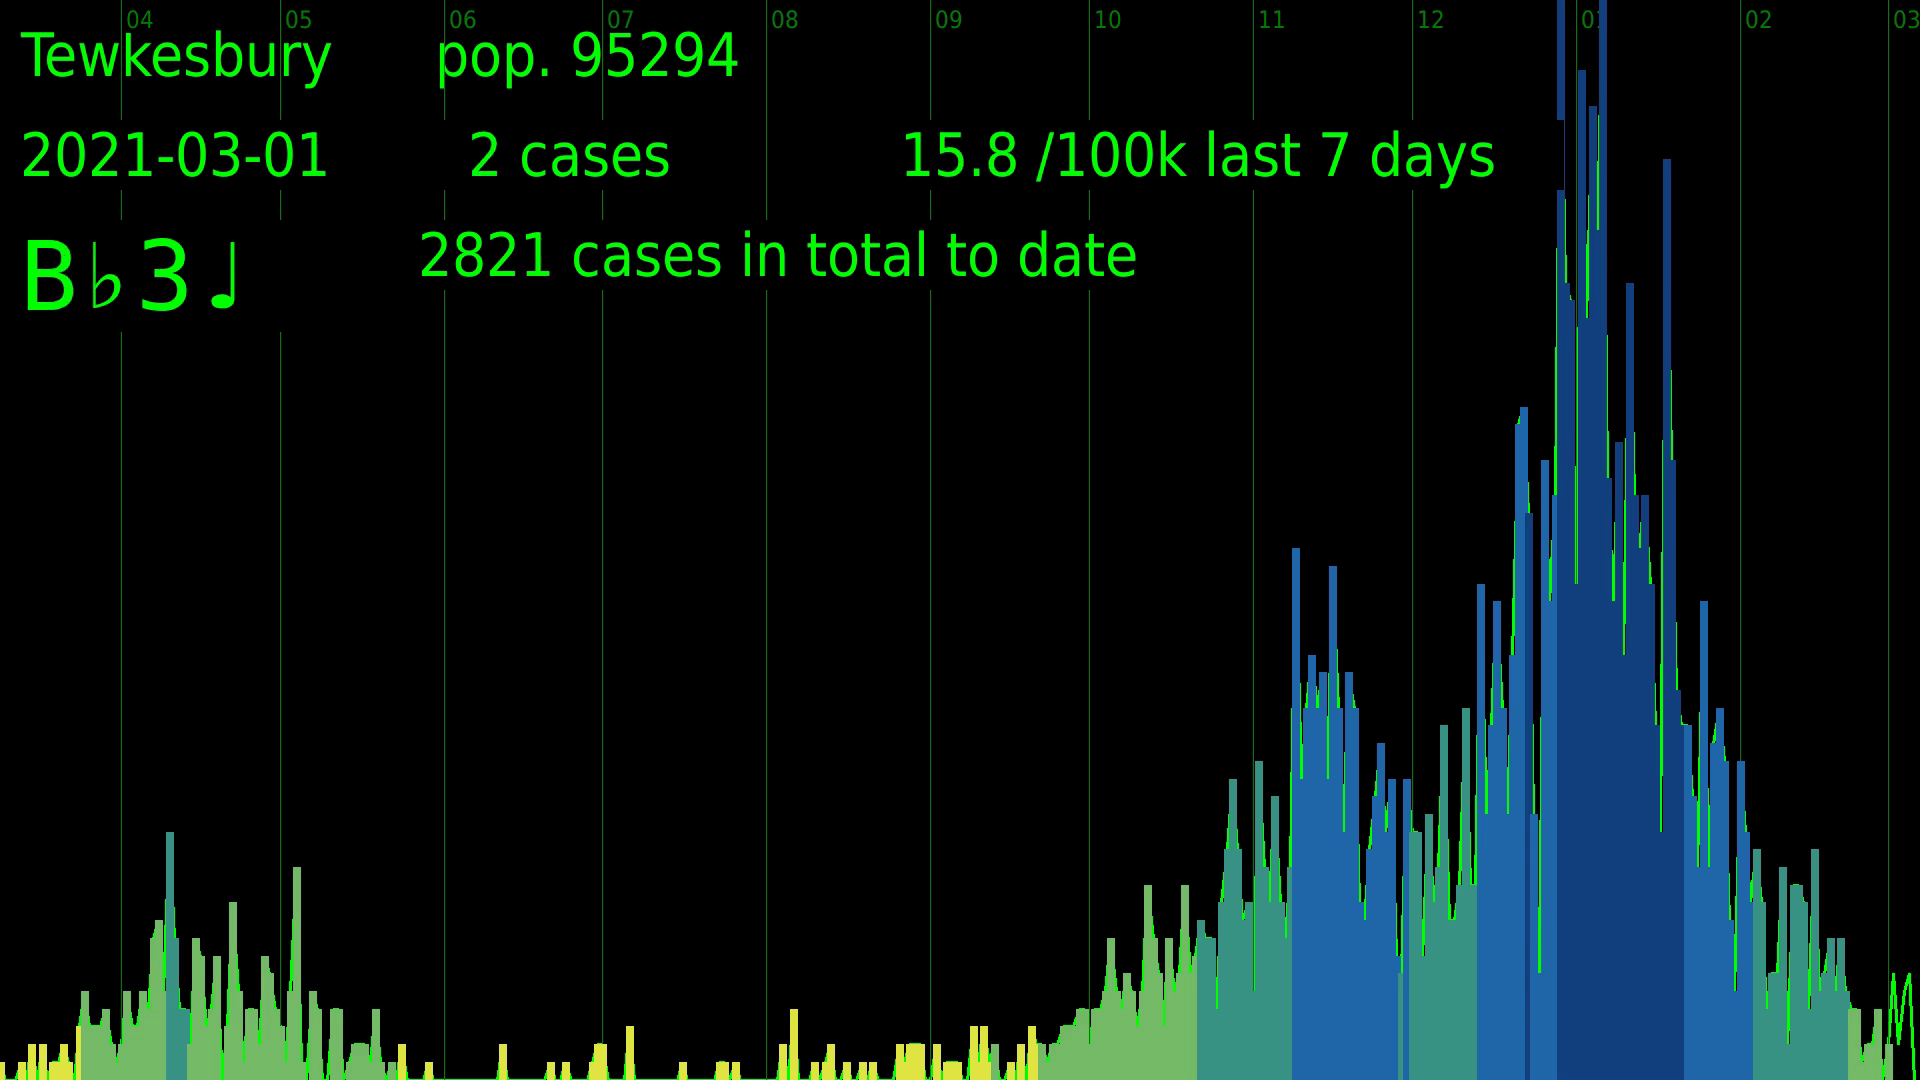 04 05 06 07 08 09 10 11 12 01 02 03
Tewkesbury pop. 95294
2021-03-01 2 cases 15.8 /100k last 7 days
B♭3♩ 2821 cases in total to date